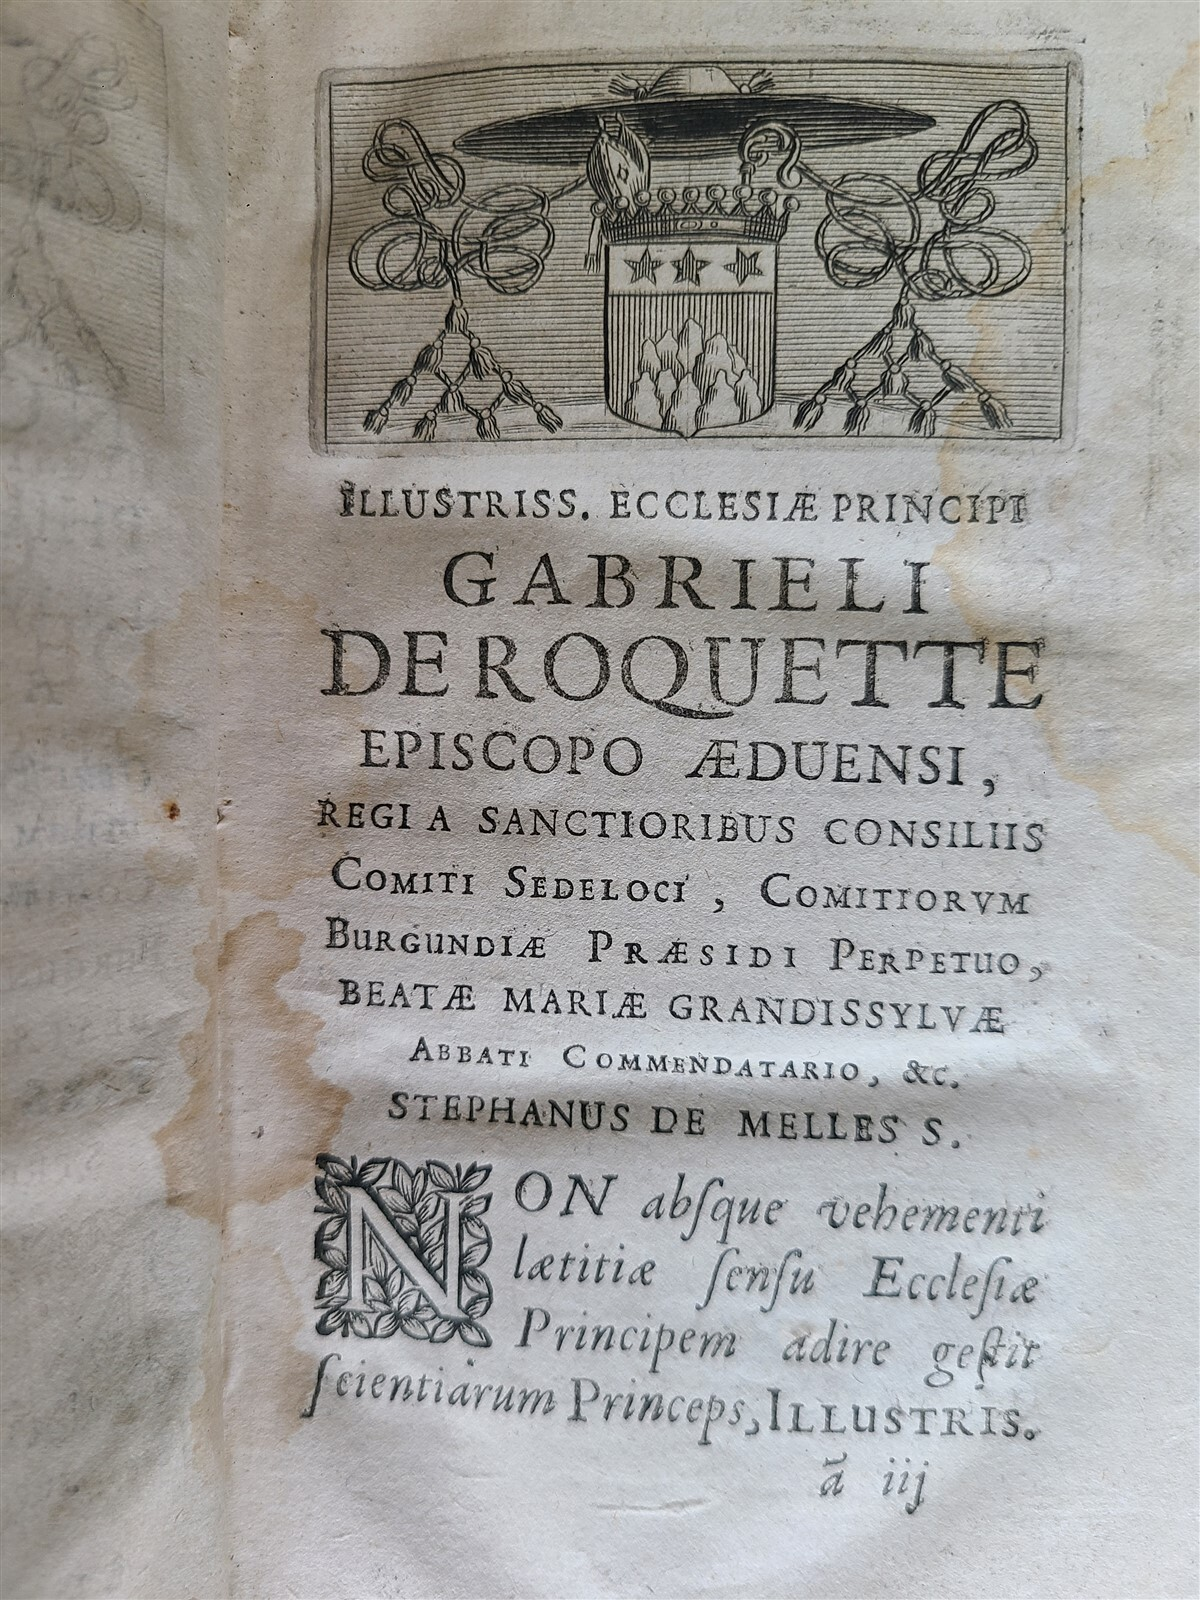 ILLUSTRISS. ECCLESIÆ PRINCIPI
GABRIELI
DE ROQUETTE
EPISCOPO ÆDUENSI,
REGI A SANCTIORIBUS CONSILIIS
COMITI SEDELOCI, COMITIORVM
BURGUNDIÆ PRÆSIDI PERPETUO,
BEATÆ MARIÆ GRANDISSYLVÆ
ABBATI COMMENDATARIO, &c.
STEPHANUS DE MELLES S.
NON absque vehementi
lætitiæ ſenſu Eccleſiæ
Principem adire geſtit
ſcientiarum Princeps, ILLUSTRIS.
ã iij